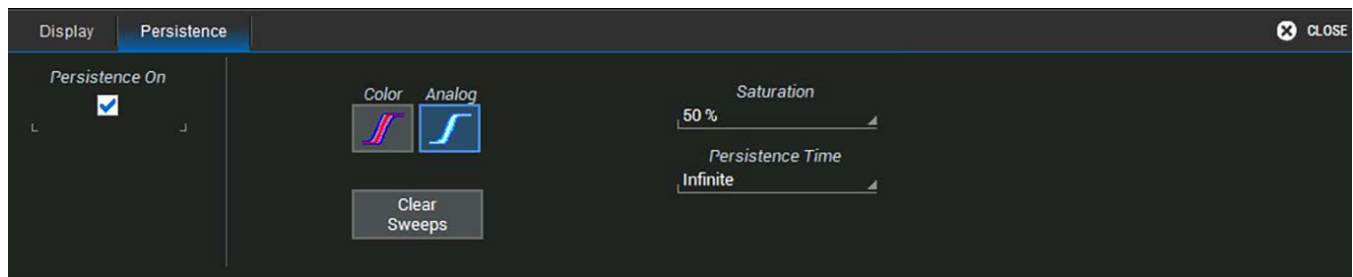 Display Persistence CLOSE
Persistence On
Color Analog
Saturation
50 %
Persistence Time
Infinite
Clear
Sweeps